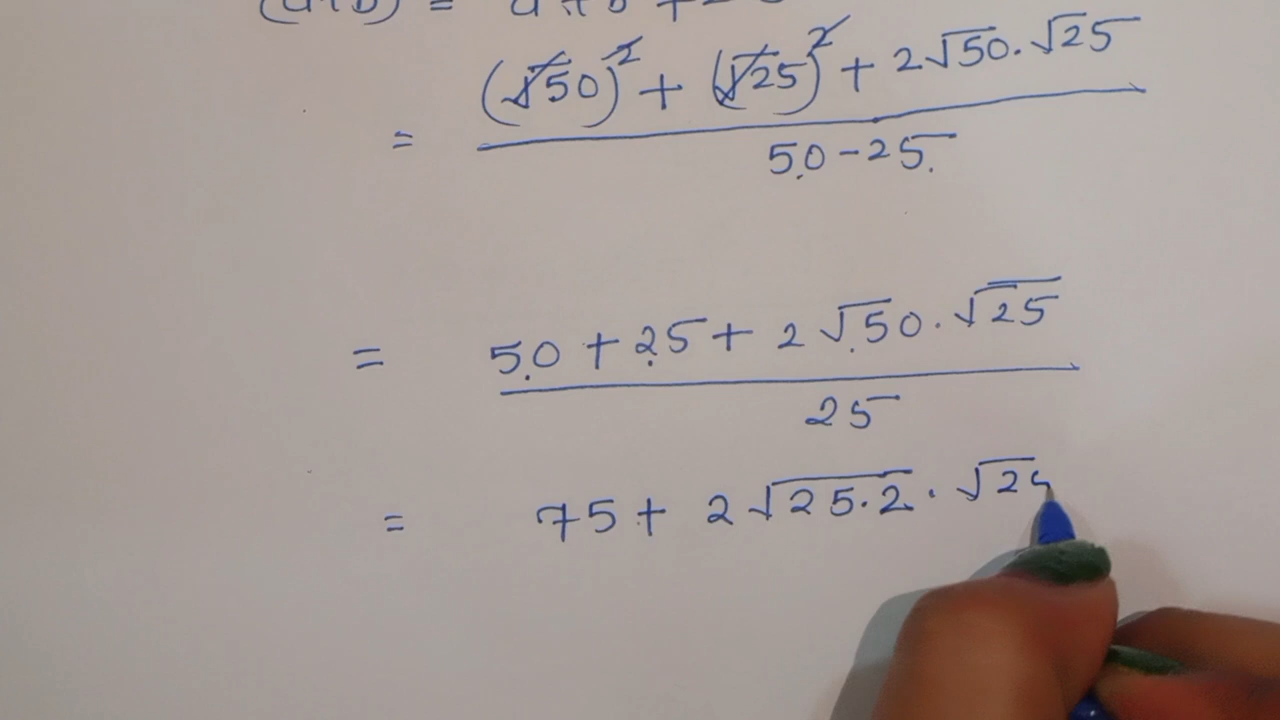 (a+b) =
(√50)² + (√25)² + 2√50 . √25
=
50 - 25
= 50 + 25 + 2√50 . √25
25
= 75 + 2√25.2 . √25